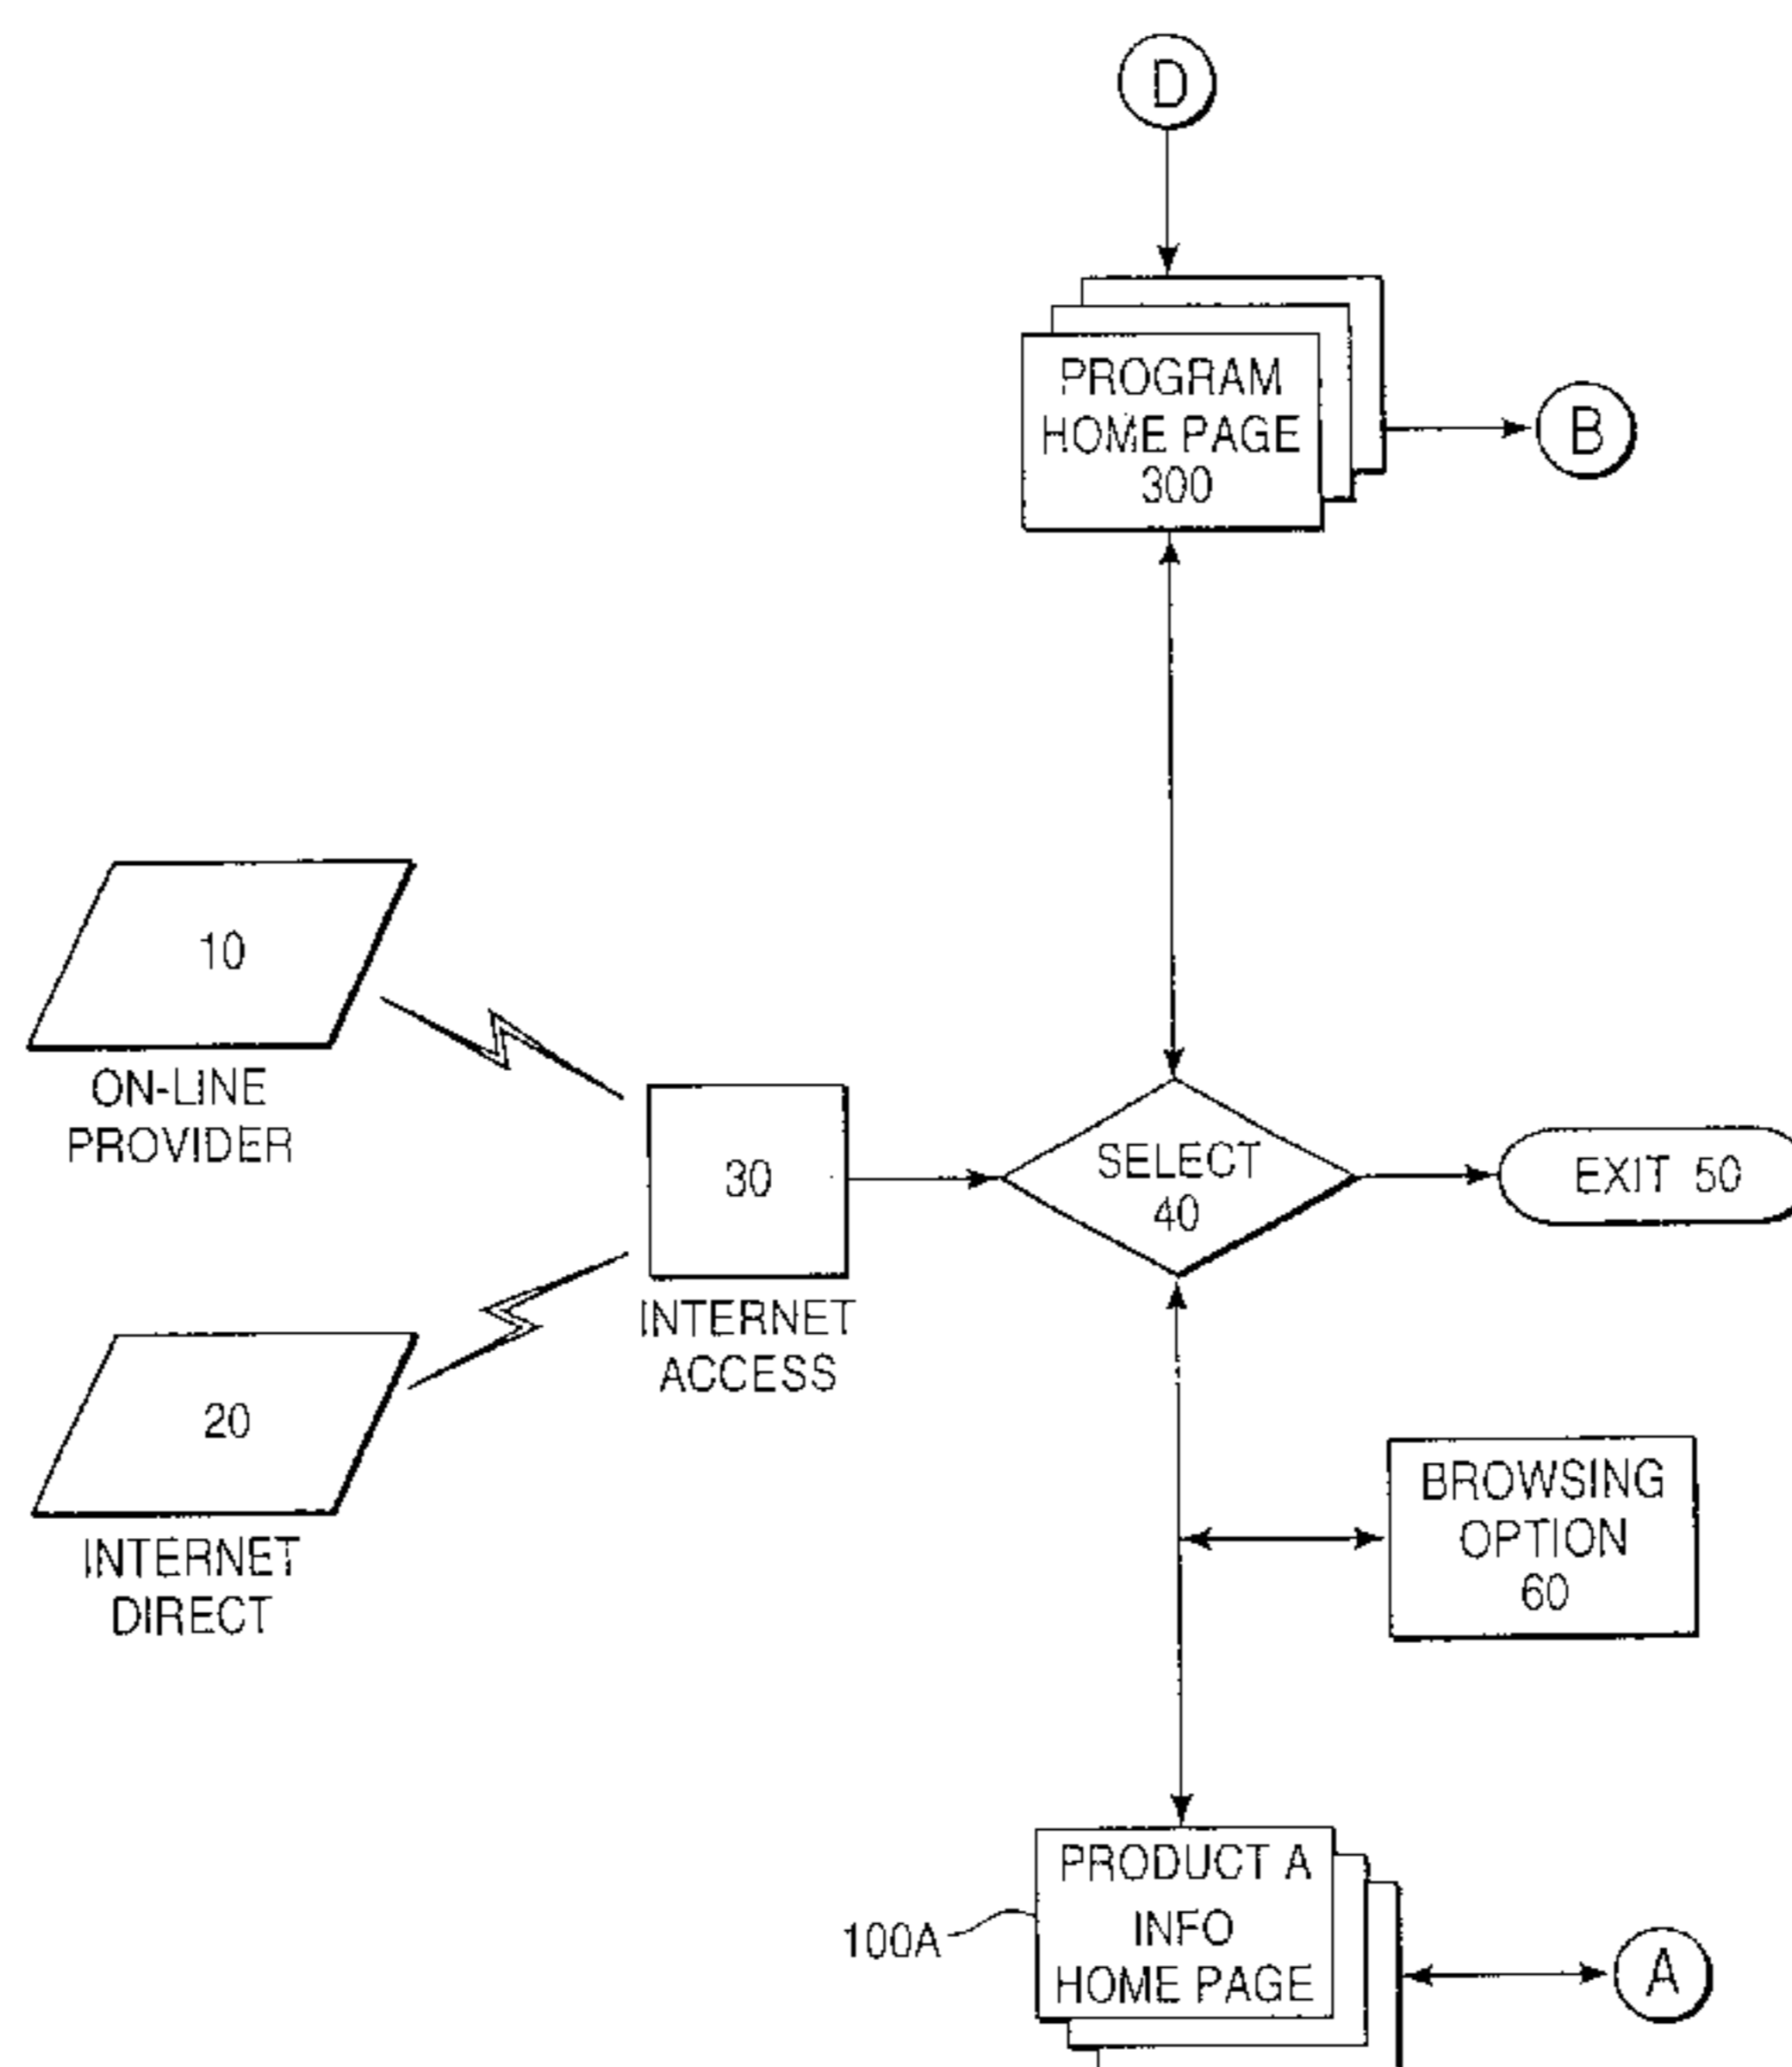 D
PROGRAM
HOME PAGE
300
B
10
ON-LINE
PROVIDER
30
INTERNET
ACCESS
SELECT
40
EXIT 50
20
INTERNET
DIRECT
BROWSING
OPTION
60
PRODUCT A
INFO
HOME PAGE
100A
A